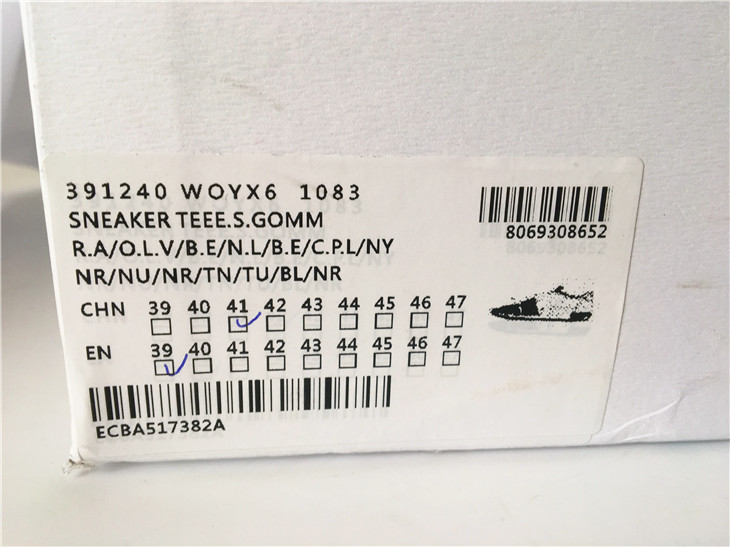 391240 WOYX6 1083
SNEAKER TEEE.S.GOMM
R.A/O.L.V/B.E/N.L/B.E/C.P.L/NY
NR/NU/NR/TN/TU/BL/NR
8069308652
CHN 39 40 41 42 43 44 45 46 47
EN 39 40 41 42 43 44 45 46 47
ECBA517382A